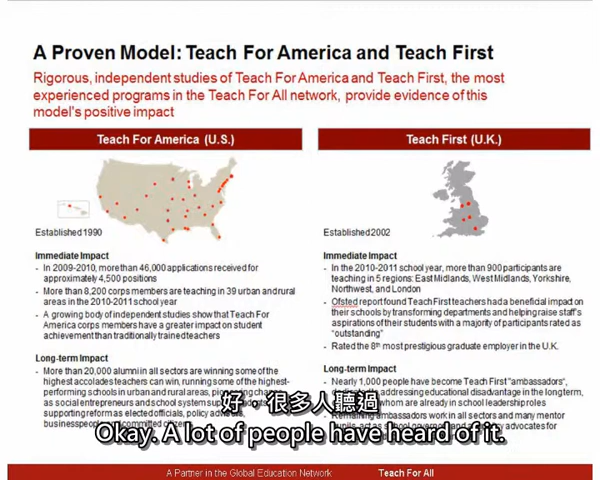 A Proven Model: Teach For America and Teach First
Rigorous, independent studies of Teach For America and Teach First, the most
experienced programs in the Teach For All network, provide evidence of this
model's positive impact
Teach For America (U.S.)
Established 1990
Immediate Impact
- In 2009-2010, more than 46,000 applications received for
approximately 4,500 positions
- More than 8,200 corps members are teaching in 39 urban and rural
areas in the 2010-2011 school year
- A growing body of independent studies show that Teach For
America corps members have a greater impact on student
achievement than traditionally trained teachers
Long-term Impact
- More than 20,000 alumni in all sectors are winning some of the
highest accolades teachers can win, running some of the highest-
performing schools in urban and rural areas,
as social entrepreneurs and school system
supporting reform as elected officials, policy
businesspeople
Teach First (U.K.)
Established 2002
Immediate Impact
- In the 2010-2011 school year, more than 900 participants are
teaching in 5 regions: East Midlands, West Midlands, Yorkshire,
Northwest, and London
- Ofsted report found Teach First teachers had a beneficial impact on
their schools by transforming departments and helping raise staff's
aspirations of their students with a majority of participants rated as
"outstanding"
- Rated the 8th most prestigious graduate employer in the U.K.
Long-term Impact
- Nearly 1,000 people have become Teach First "ambassadors",
addressing educational disadvantage in the long term,
whom are already in school leadership roles
ambassadors work in all sectors and many mentor
advocates for
好。很多人聽過
Okay. A lot of people have heard of it.
A Partner in the Global Education Network
Teach For All